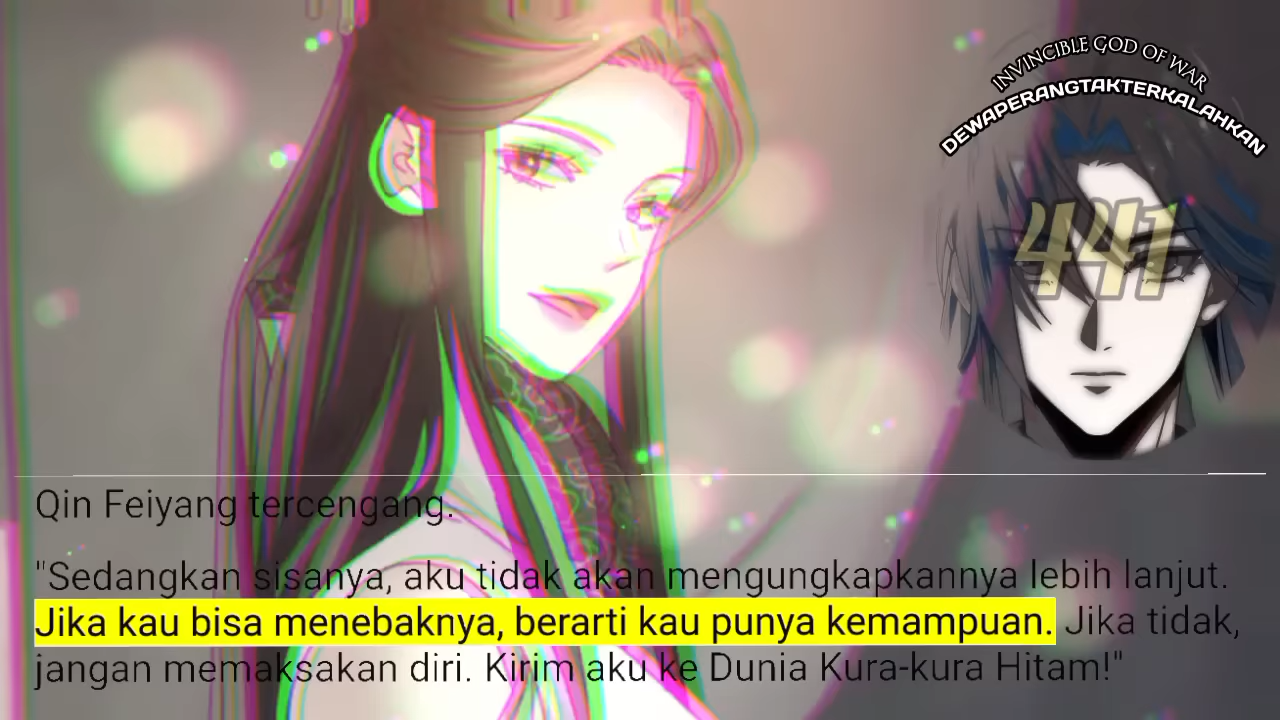 INVINCIBLE GOD OF WAR
DEWAPERANGTAKTERKALAHKAN
441
Qin Feiyang tercengang.
"Sedangkan sisanya, aku tidak akan mengungkapkannya lebih lanjut.
Jika kau bisa menebaknya, berarti kau punya kemampuan. Jika tidak,
jangan memaksakan diri. Kirim aku ke Dunia Kura-kura Hitam!"